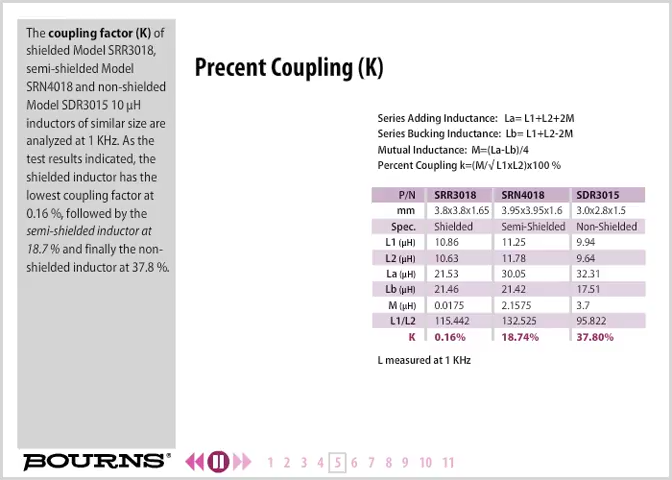 The coupling factor (K) of
shielded Model SRR3018,
semi-shielded Model
SRN4018 and non-shielded
Model SDR3015 10 µH
inductors of similar size are
analyzed at 1 KHz. As the
test results indicated, the
shielded inductor has the
lowest coupling factor at
0.16 %, followed by the
semi-shielded inductor at
18.7 % and finally the non-
shielded inductor at 37.8 %.
Precent Coupling (K)
Series Adding Inductance: La= L1+L2+2M
Series Bucking Inductance: Lb= L1+L2-2M
Mutual Inductance: M=(La-Lb)/4
Percent Coupling k=(M/√ L1xL2)x100 %
P/N SRR3018 SRN4018 SDR3015
mm 3.8x3.8x1.65 3.95x3.95x1.6 3.0x2.8x1.5
Spec. Shielded Semi-Shielded Non-Shielded
L1 (µH) 10.86 11.25 9.94
L2 (µH) 10.63 11.78 9.64
La (µH) 21.53 30.05 32.31
Lb (µH) 21.46 21.42 17.51
M (µH) 0.0175 2.1575 3.7
L1/L2 115.442 132.525 95.822
K 0.16% 18.74% 37.80%
L measured at 1 KHz
BOURNS®
1 2 3 4 5 6 7 8 9 10 11